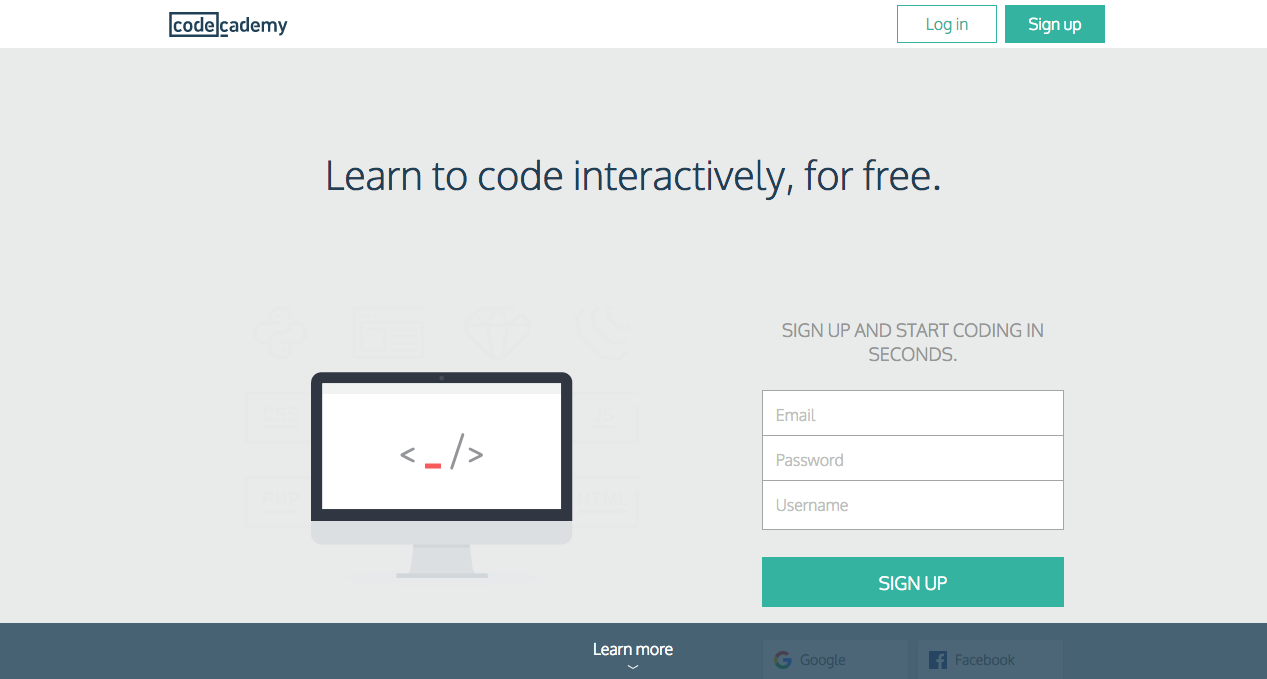 codecademy
Log in
Sign up
Learn to code interactively, for free.
SIGN UP AND START CODING IN
SECONDS.
< _ />
Email
Password
Username
SIGN UP
Learn more
Google
Facebook